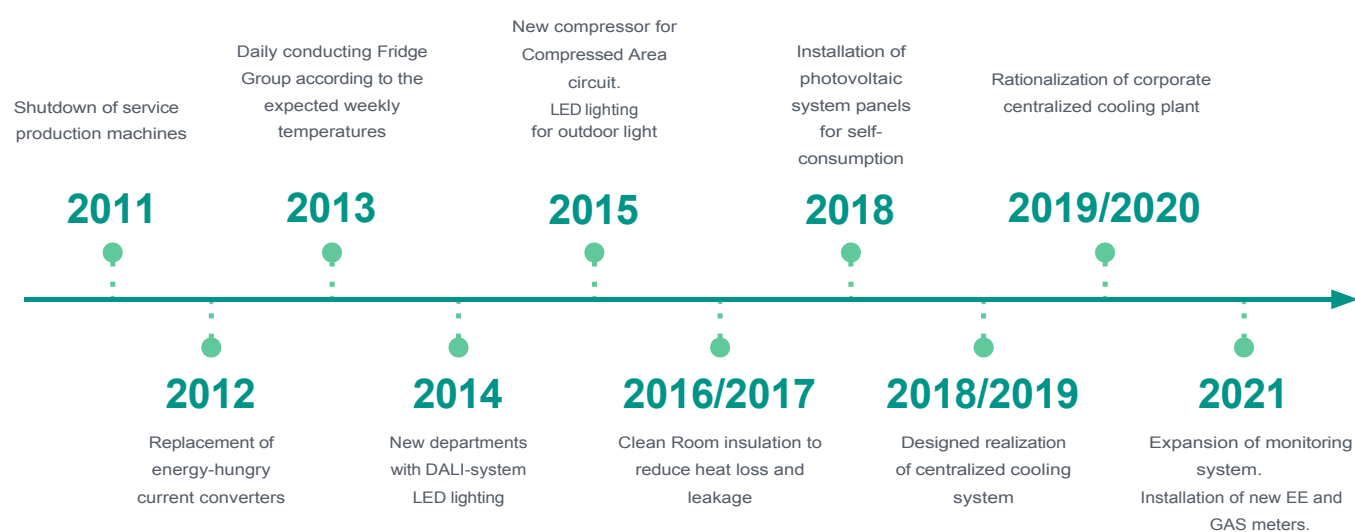 Shutdown of service
production machines
2011
Replacement of
energy-hungry
current converters
2012
Daily conducting Fridge
Group according to the
expected weekly
temperatures
2013
2014
New departments
with DALI-system
LED lighting
New compressor for
Compressed Area
circuit.
LED lighting
for outdoor light
2015
2016/2017
Clean Room insulation to
reduce heat loss and
leakage
Installation of
photovoltaic
system panels
for self-
consumption
2018
2018/2019
Designed realization
of centralized cooling
system
Rationalization of corporate
centralized cooling plant
2019/2020
2021
Expansion of monitoring
system.
Installation of new EE and
GAS meters.